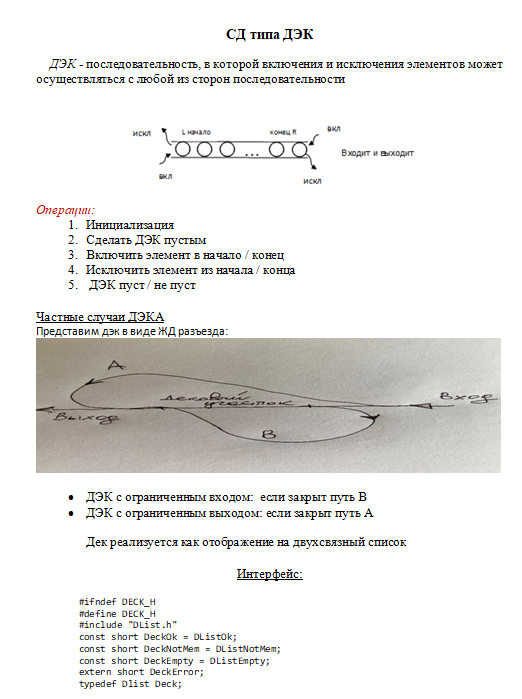 СД типа ДЭК
ДЭК - последовательность, в которой включения и исключения элементов может
осуществляться с любой из сторон последовательности
искл L начало конец R вкл
Входит и выходит
вкл искл
Операции:
1. Инициализация
2. Сделать ДЭК пустым
3. Включить элемент в начало / конец
4. Исключить элемент из начала / конца
5. ДЭК пуст / не пуст
Частные случаи ДЭКА
Представим дэк в виде ЖД разъезда:
A
дековый Вход
Выход участок
B
• ДЭК с ограниченным входом: если закрыт путь В
• ДЭК с ограниченным выходом: если закрыт путь А
Дек реализуется как отображение на двухсвязный список
Интерфейс:
#ifndef DECK_H
#define DECK_H
#include "DList.h"
const short DeckOk = DListOk;
const short DeckNotMem = DListNotMem;
const short DeckEmpty = DListEmpty;
extern short DeckError;
typedef Dlist Deck;